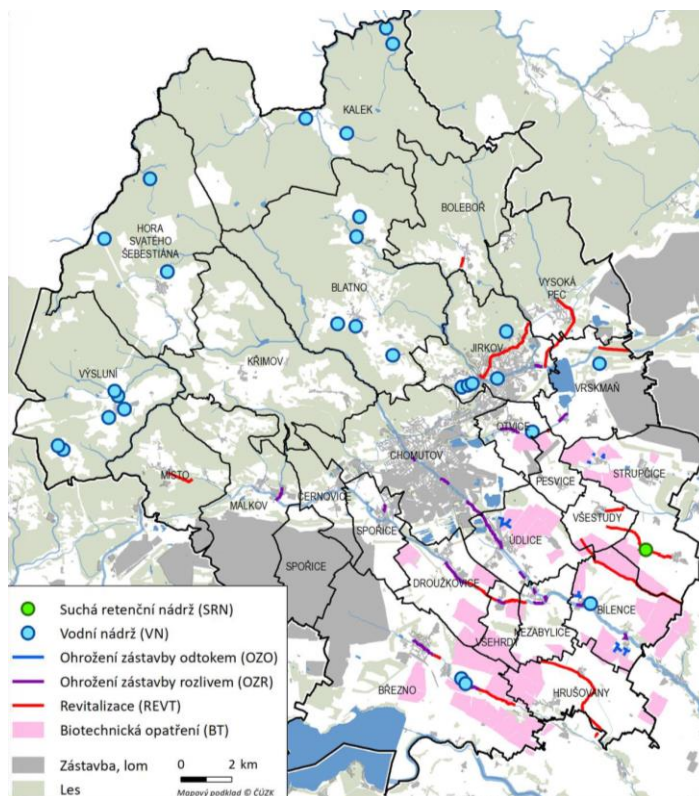 KALEK
BOLEBOŘ
HORA
SVATÉHO
ŠEBESTIÁNA
VYSOKÁ
PEC
BLATNO
JIRKOV
KŘIMOV
VÝSLUNÍ
VRSKMAŇ
OTVICE
CHOMUTOV
STRUPČICE
MÍSTO
PESVICE
MÁLKOV
ČERNOVICE
VŠESTUDY
SPOŘICE
ÚDLICE
SPOŘICE
DROUŽKOVICE
BÍLENCE
NEZABYLICE
VŠEHRDY
BŘEZNO
HRUŠOVANY
Suchá retenční nádrž (SRN)
Vodní nádrž (VN)
Ohrožení zástavby odtokem (OZO)
Ohrožení zástavby rozlivem (OZR)
Revitalizace (REVT)
Biotechnická opatření (BT)
Zástavba, lom
0 2 km
Les
Mapový podklad © ČÚZK